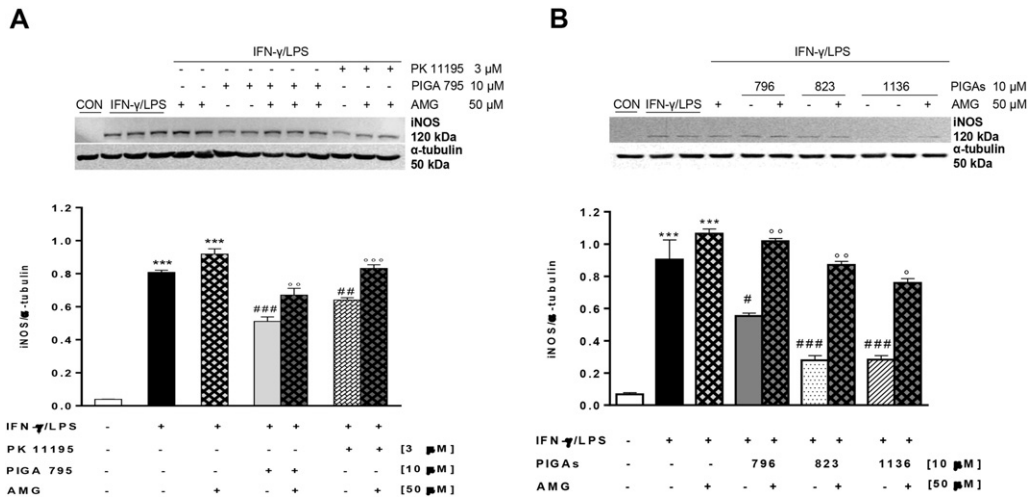 A
IFN-γ/LPS
- - - - - - - - + + + PK 11195 3 μM
- - + + + + + - - - PIGA 795 10 μM
CON IFN-γ/LPS + + - - + + + - + + AMG 50 μM
iNOS
120 kDa
α-tubulin
50 kDa
1.2
1.0
0.8
0.6
0.4
0.2
0.0
iNOS/α-tubulin
***
***
###
°°
##
°°°
IFN-γ/LPS - + + + + + +
PK 11195 - - - - - + + [3 μM]
PIGA 795 - - - + + - - [10 μM]
AMG - - + - + - + [50 μM]
B
IFN-γ/LPS
796 823 1136 PIGAs 10 μM
CON IFN-γ/LPS + - + - + - - + AMG 50 μM
iNOS
120 kDa
α-tubulin
50 kDa
1.2
1.0
0.8
0.6
0.4
0.2
0.0
iNOS/α-tubulin
***
***
#
°°
###
°°
###
°
IFN-γ/LPS - + + + + + + + +
PIGAs - - - 796 823 1136 [10 μM]
AMG - - + - + - + - + [50 μM]